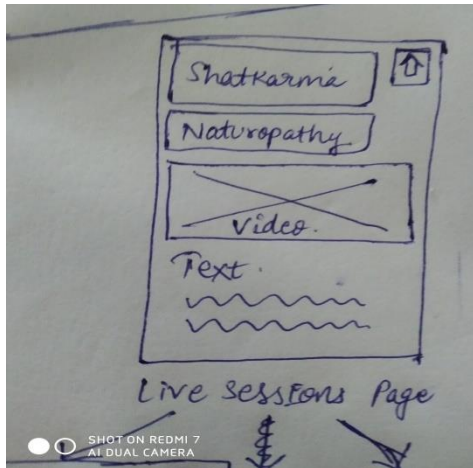 Shatkarma
Naturopathy
Video.
Text.
Live Sessions Page
SHOT ON REDMI 7
AI DUAL CAMERA